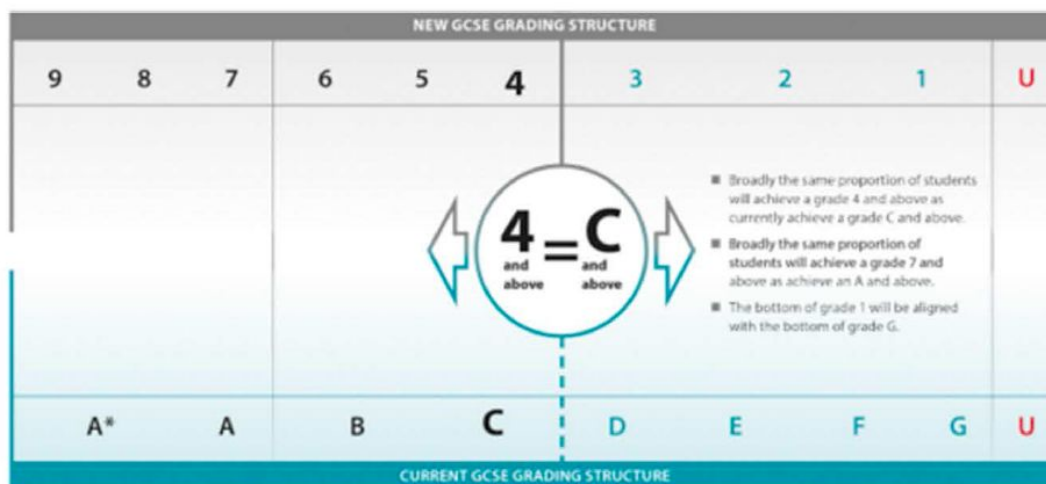 NEW GCSE GRADING STRUCTURE
9 8 7 6 5 4 3 2 1 U
■ Broadly the same proportion of students
will achieve a grade 4 and above as
currently achieve a grade C and above.
4 = C
and above and above
■ Broadly the same proportion of
students will achieve a grade 7 and
above as achieve an A and above.
■ The bottom of grade 1 will be aligned
with the bottom of grade G.
A* A B C D E F G U
CURRENT GCSE GRADING STRUCTURE